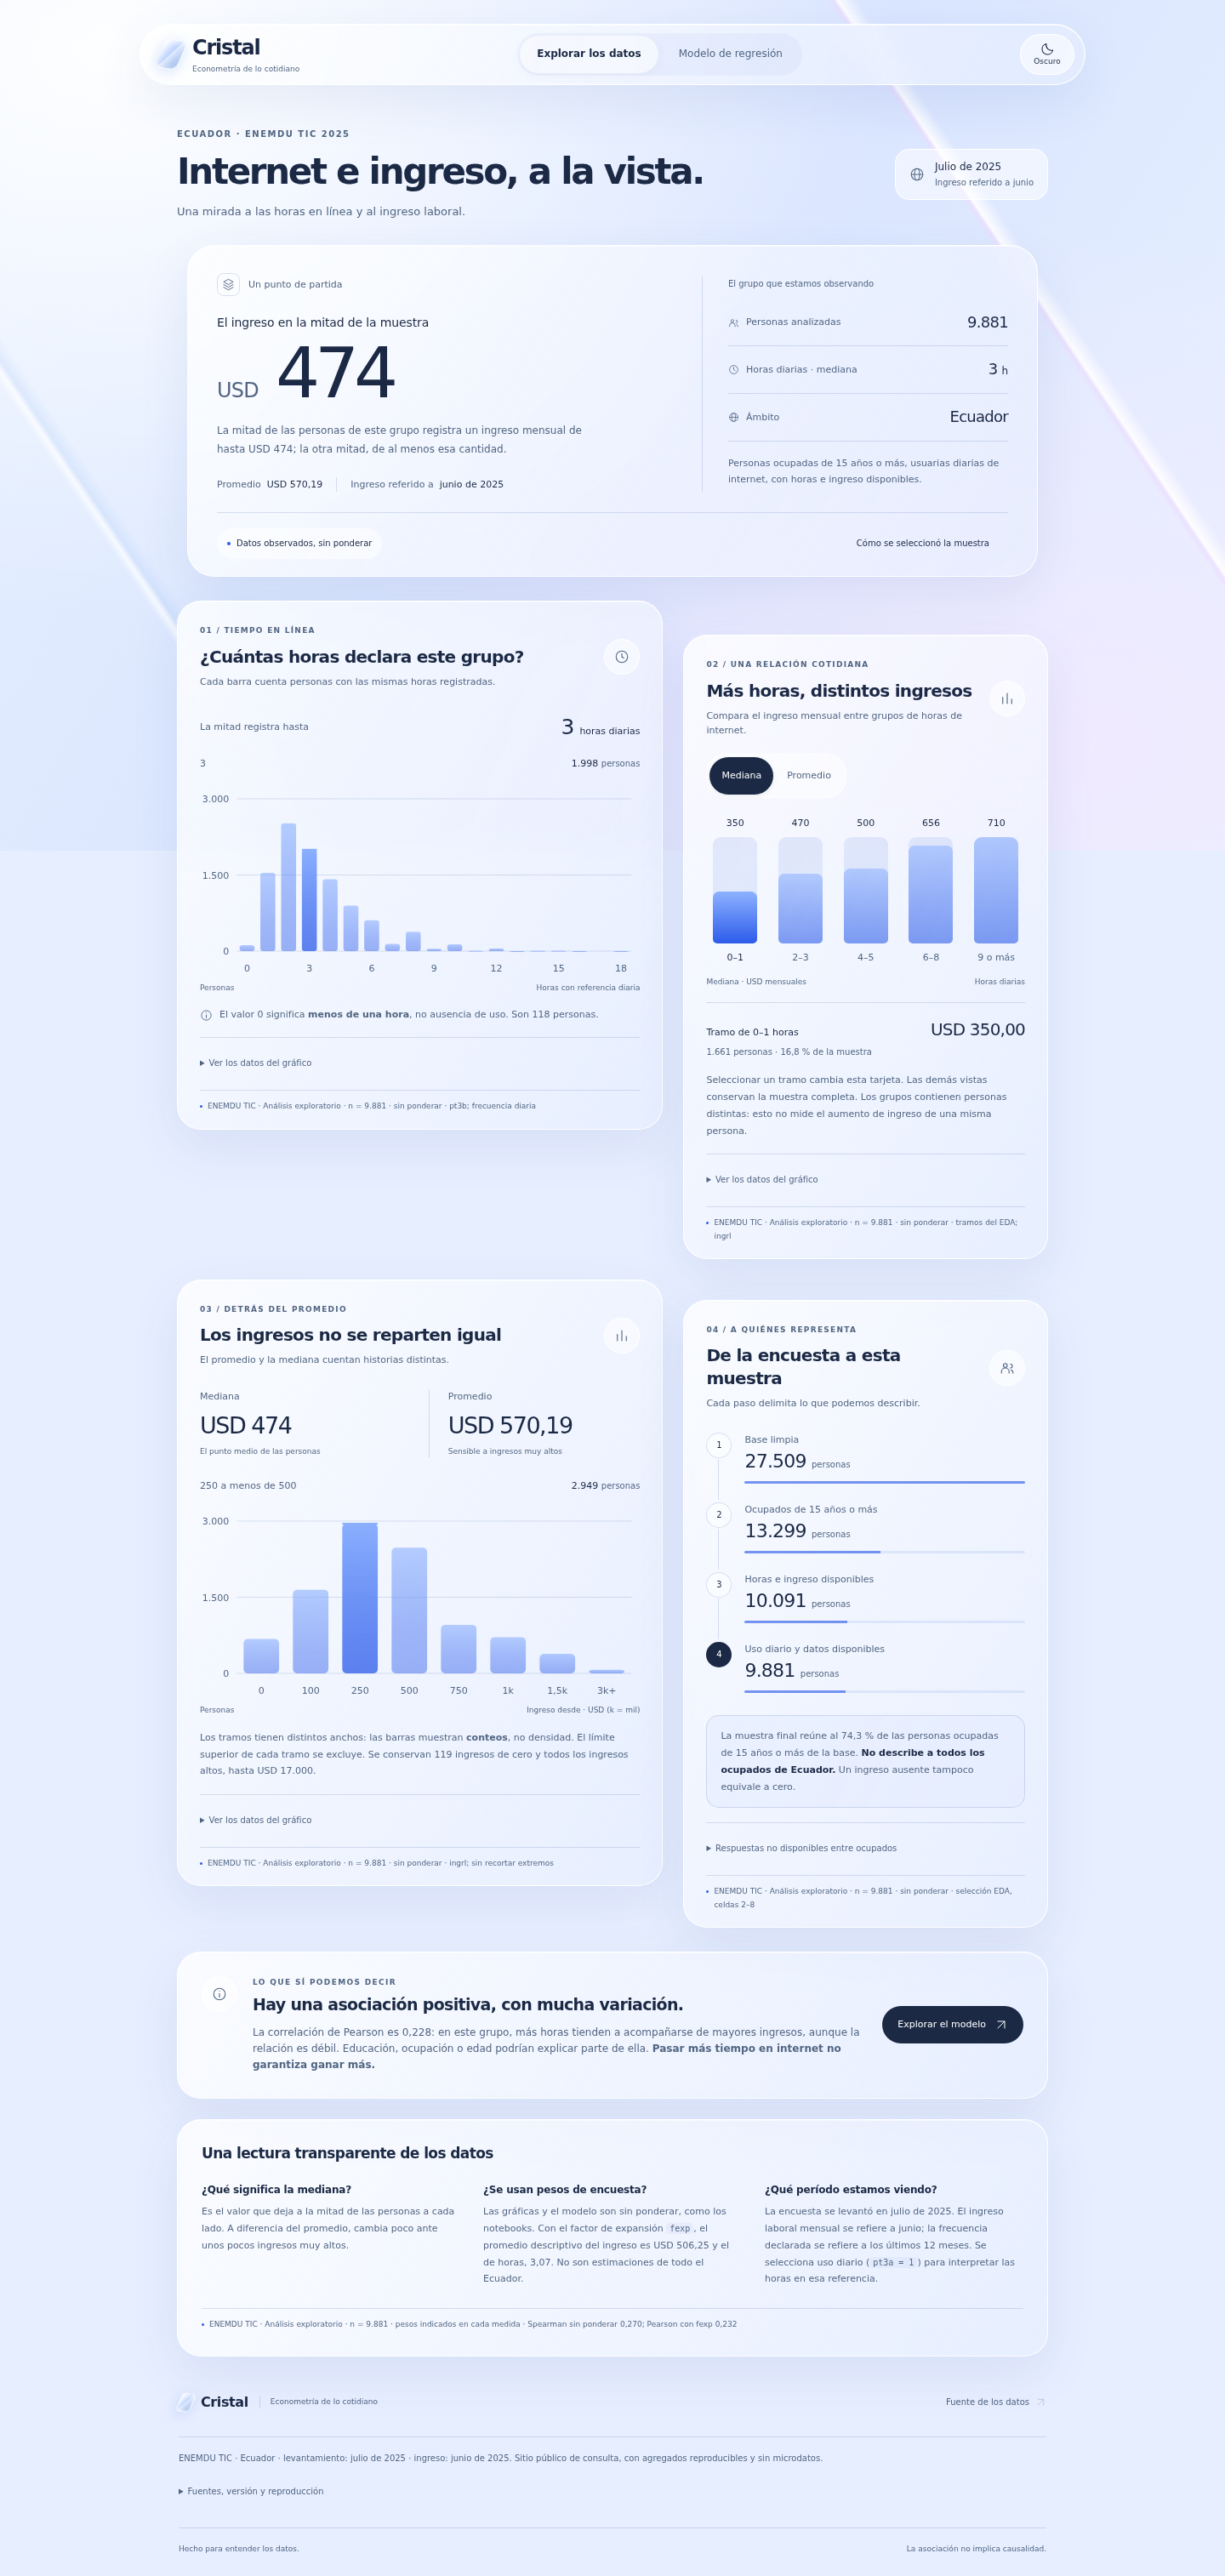 Cristal
Econometría de lo cotidiano
Explorar los datos
Modelo de regresión
Oscuro
ECUADOR · ENEMDU TIC 2025
Internet e ingreso, a la vista.
Una mirada a las horas en línea y al ingreso laboral.
Julio de 2025
Ingreso referido a junio
Un punto de partida
El ingreso en la mitad de la muestra
USD 474
La mitad de las personas de este grupo registra un ingreso mensual de
hasta USD 474; la otra mitad, de al menos esa cantidad.
Promedio USD 570,19
Ingreso referido a junio de 2025
El grupo que estamos observando
Personas analizadas 9.881
Horas diarias · mediana 3 h
Ámbito Ecuador
Personas ocupadas de 15 años o más, usuarias diarias de
internet, con horas e ingreso disponibles.
Datos observados, sin ponderar
Cómo se seleccionó la muestra
01 / TIEMPO EN LÍNEA
¿Cuántas horas declara este grupo?
Cada barra cuenta personas con las mismas horas registradas.
La mitad registra hasta 3 horas diarias
3 1.998 personas
3.000
1.500
0
0 3 6 9 12 15 18
Personas Horas con referencia diaria
El valor 0 significa menos de una hora, no ausencia de uso. Son 118 personas.
Ver los datos del gráfico
ENEMDU TIC · Análisis exploratorio · n = 9.881 · sin ponderar · pt3b; frecuencia diaria
02 / UNA RELACIÓN COTIDIANA
Más horas, distintos ingresos
Compara el ingreso mensual entre grupos de horas de
internet.
Mediana Promedio
350 470 500 656 710
0–1 2–3 4–5 6–8 9 o más
Mediana · USD mensuales Horas diarias
Tramo de 0–1 horas USD 350,00
1.661 personas · 16,8 % de la muestra
Seleccionar un tramo cambia esta tarjeta. Las demás vistas
conservan la muestra completa. Los grupos contienen personas
distintas: esto no mide el aumento de ingreso de una misma
persona.
Ver los datos del gráfico
ENEMDU TIC · Análisis exploratorio · n = 9.881 · sin ponderar · tramos del EDA;
ingrl
03 / DETRÁS DEL PROMEDIO
Los ingresos no se reparten igual
El promedio y la mediana cuentan historias distintas.
Mediana
USD 474
El punto medio de las personas
Promedio
USD 570,19
Sensible a ingresos muy altos
250 a menos de 500 2.949 personas
3.000
1.500
0
0 100 250 500 750 1k 1,5k 3k+
Personas Ingreso desde · USD (k = mil)
Los tramos tienen distintos anchos: las barras muestran conteos, no densidad. El límite
superior de cada tramo se excluye. Se conservan 119 ingresos de cero y todos los ingresos
altos, hasta USD 17.000.
Ver los datos del gráfico
ENEMDU TIC · Análisis exploratorio · n = 9.881 · sin ponderar · ingrl; sin recortar extremos
04 / A QUIÉNES REPRESENTA
De la encuesta a esta
muestra
Cada paso delimita lo que podemos describir.
1
Base limpia
27.509 personas
2
Ocupados de 15 años o más
13.299 personas
3
Horas e ingreso disponibles
10.091 personas
4
Uso diario y datos disponibles
9.881 personas
La muestra final reúne al 74,3 % de las personas ocupadas
de 15 años o más de la base. No describe a todos los
ocupados de Ecuador. Un ingreso ausente tampoco
equivale a cero.
Respuestas no disponibles entre ocupados
ENEMDU TIC · Análisis exploratorio · n = 9.881 · sin ponderar · selección EDA,
celdas 2–8
LO QUE SÍ PODEMOS DECIR
Hay una asociación positiva, con mucha variación.
La correlación de Pearson es 0,228: en este grupo, más horas tienden a acompañarse de mayores ingresos, aunque la
relación es débil. Educación, ocupación o edad podrían explicar parte de ella. Pasar más tiempo en internet no
garantiza ganar más.
Explorar el modelo
Una lectura transparente de los datos
¿Qué significa la mediana?
Es el valor que deja a la mitad de las personas a cada
lado. A diferencia del promedio, cambia poco ante
unos pocos ingresos muy altos.
¿Se usan pesos de encuesta?
Las gráficas y el modelo son sin ponderar, como los
notebooks. Con el factor de expansión fexp , el
promedio descriptivo del ingreso es USD 506,25 y el
de horas, 3,07. No son estimaciones de todo el
Ecuador.
¿Qué período estamos viendo?
La encuesta se levantó en julio de 2025. El ingreso
laboral mensual se refiere a junio; la frecuencia
declarada se refiere a los últimos 12 meses. Se
selecciona uso diario ( pt3a = 1 ) para interpretar las
horas en esa referencia.
ENEMDU TIC · Análisis exploratorio · n = 9.881 · pesos indicados en cada medida · Spearman sin ponderar 0,270; Pearson con fexp 0,232
Cristal
Econometría de lo cotidiano
Fuente de los datos
ENEMDU TIC · Ecuador · levantamiento: julio de 2025 · ingreso: junio de 2025. Sitio público de consulta, con agregados reproducibles y sin microdatos.
Fuentes, versión y reproducción
Hecho para entender los datos.
La asociación no implica causalidad.